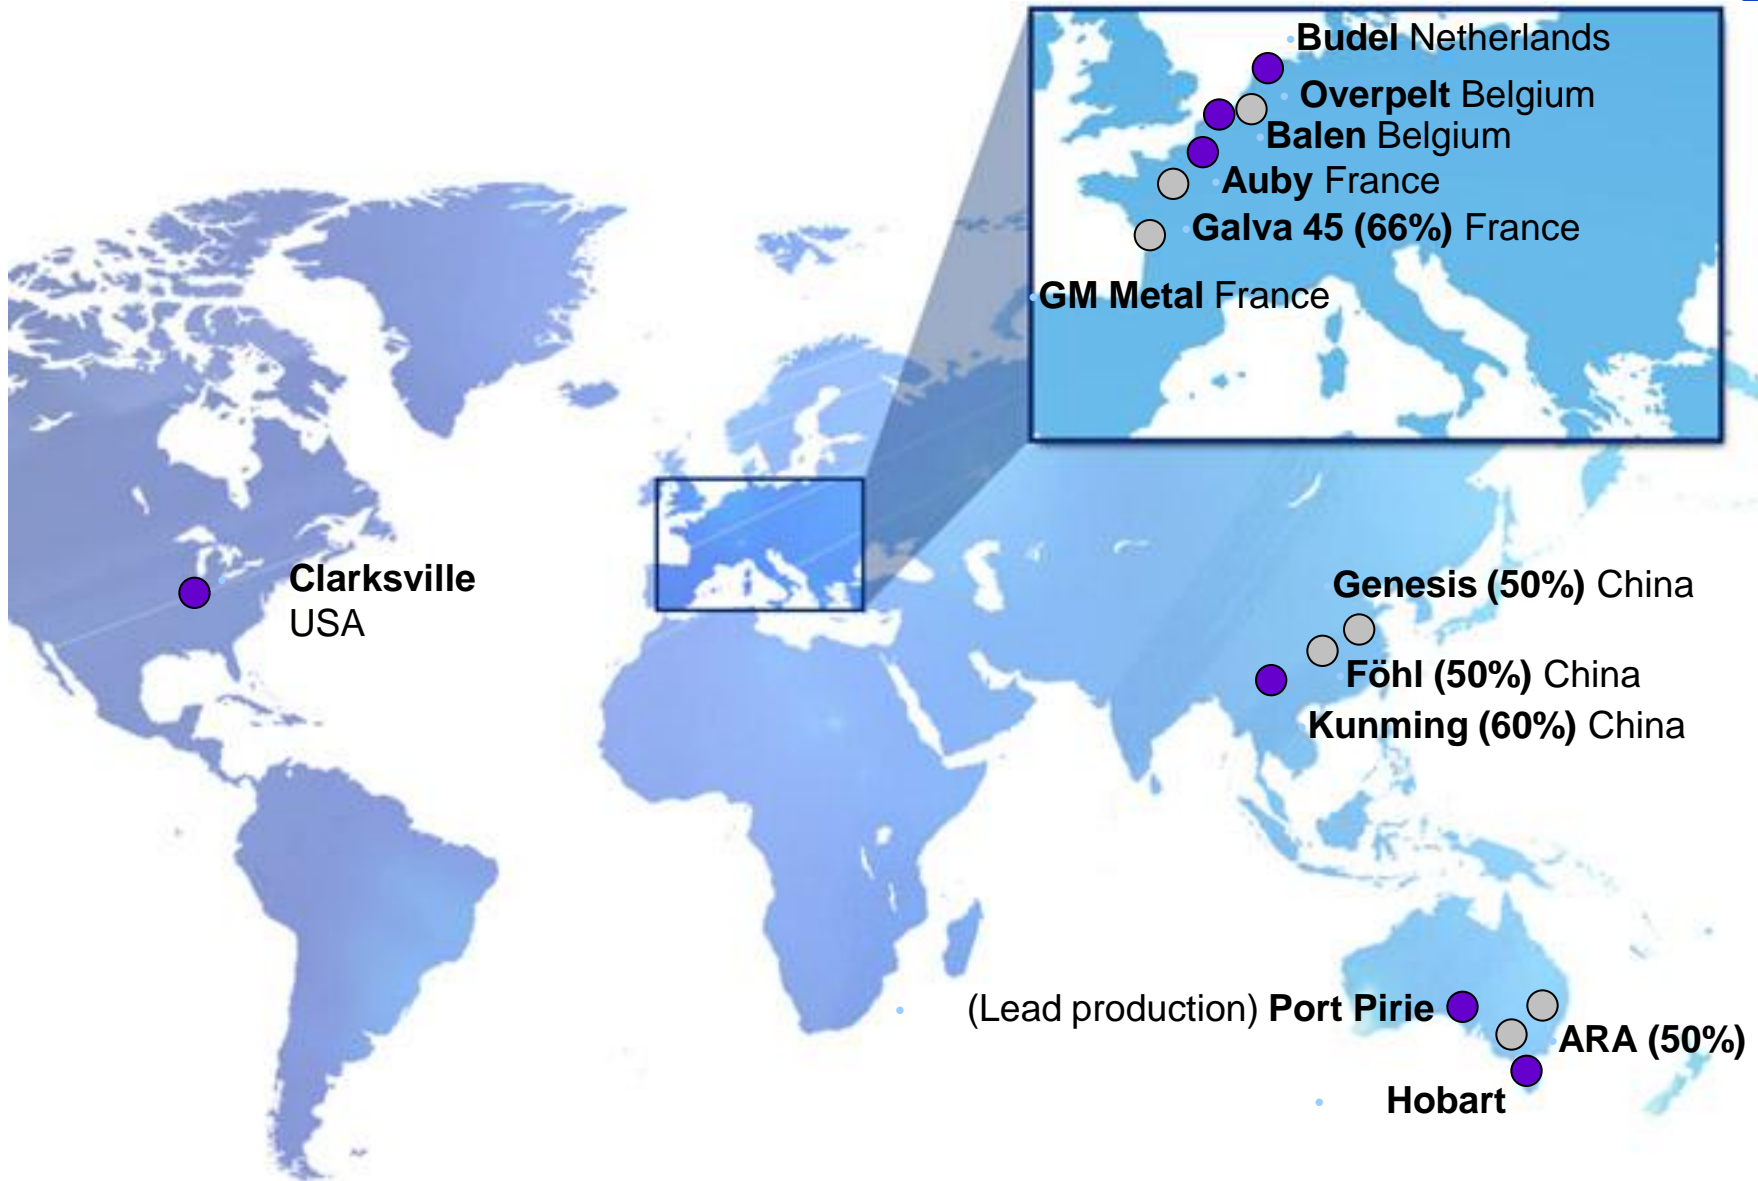 Budel Netherlands
Overpelt Belgium
Balen Belgium
Auby France
Galva 45 (66%) France
GM Metal France
Clarksville
USA
Genesis (50%) China
Föhl (50%) China
Kunming (60%) China
(Lead production) Port Pirie
ARA (50%)
Hobart